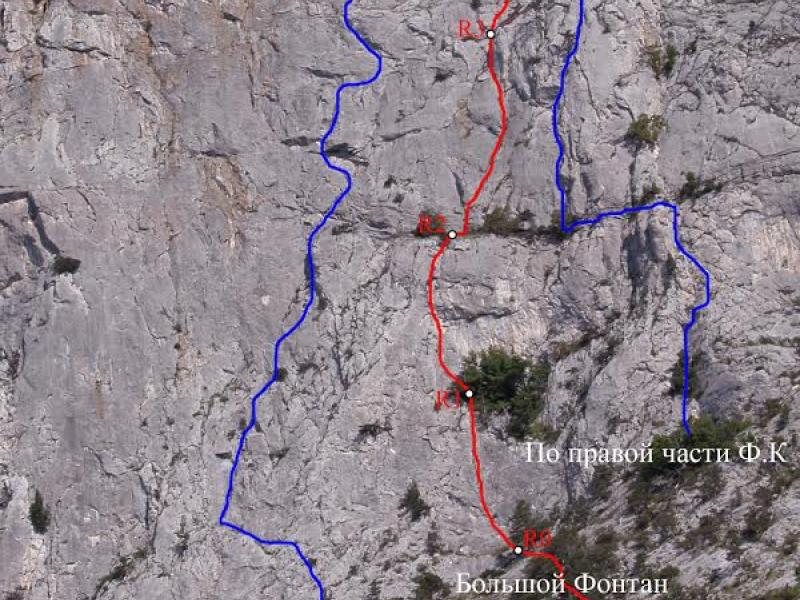 R3
R2
R1
По правой части Ф.К
R0
Большой Фонтан